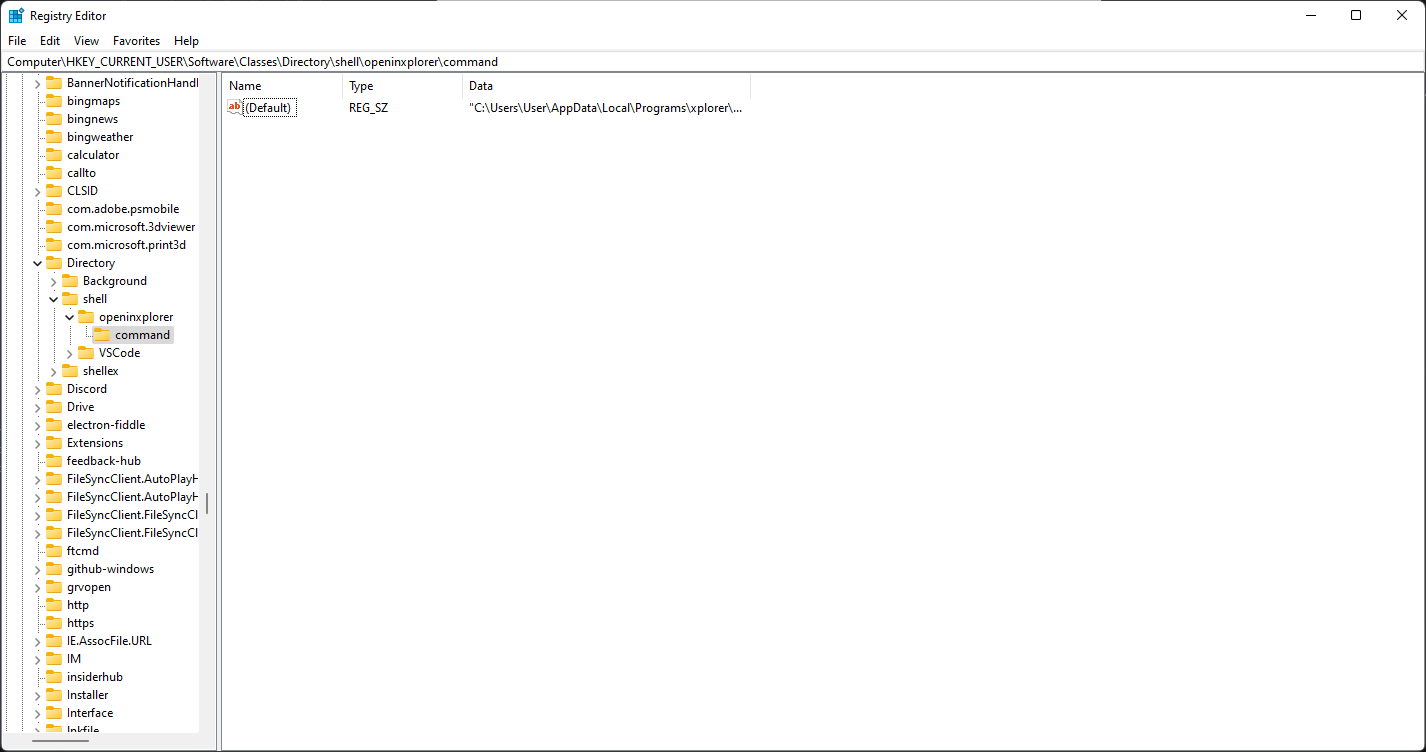 Registry Editor
File Edit View Favorites Help
Computer\HKEY_CURRENT_USER\Software\Classes\Directory\shell\openinxplorer\command
BannerNotificationHandl
bingmaps
bingnews
bingweather
calculator
callto
CLSID
com.adobe.psmobile
com.microsoft.3dviewer
com.microsoft.print3d
Directory
Background
shell
openinxplorer
command
VSCode
shellex
Discord
Drive
electron-fiddle
Extensions
feedback-hub
FileSyncClient.AutoPlayH
FileSyncClient.AutoPlayH
FileSyncClient.FileSyncCl
FileSyncClient.FileSyncCl
ftcmd
github-windows
grvopen
http
https
IE.AssocFile.URL
IM
insiderhub
Installer
Interface
lnkfile
Name Type Data
ab (Default) REG_SZ "C:\Users\User\AppData\Local\Programs\xplorer\...